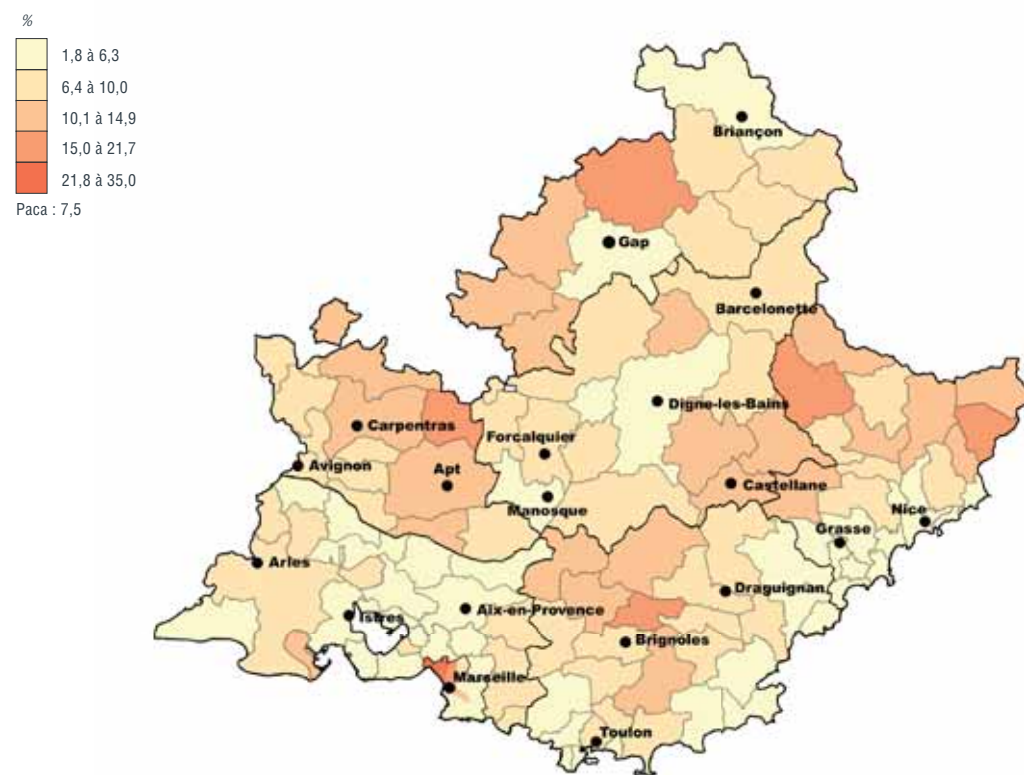 %
1,8 à 6,3
6,4 à 10,0
10,1 à 14,9
15,0 à 21,7
21,8 à 35,0
Paca : 7,5
Briançon
Gap
Barcelonette
Digne-les-Bains
Carpentras
Forcalquier
Avignon
Apt
Castellane
Manosque
Nice
Grasse
Arles
Draguignan
Aix-en-Provence
Istres
Brignoles
Marseille
Toulon